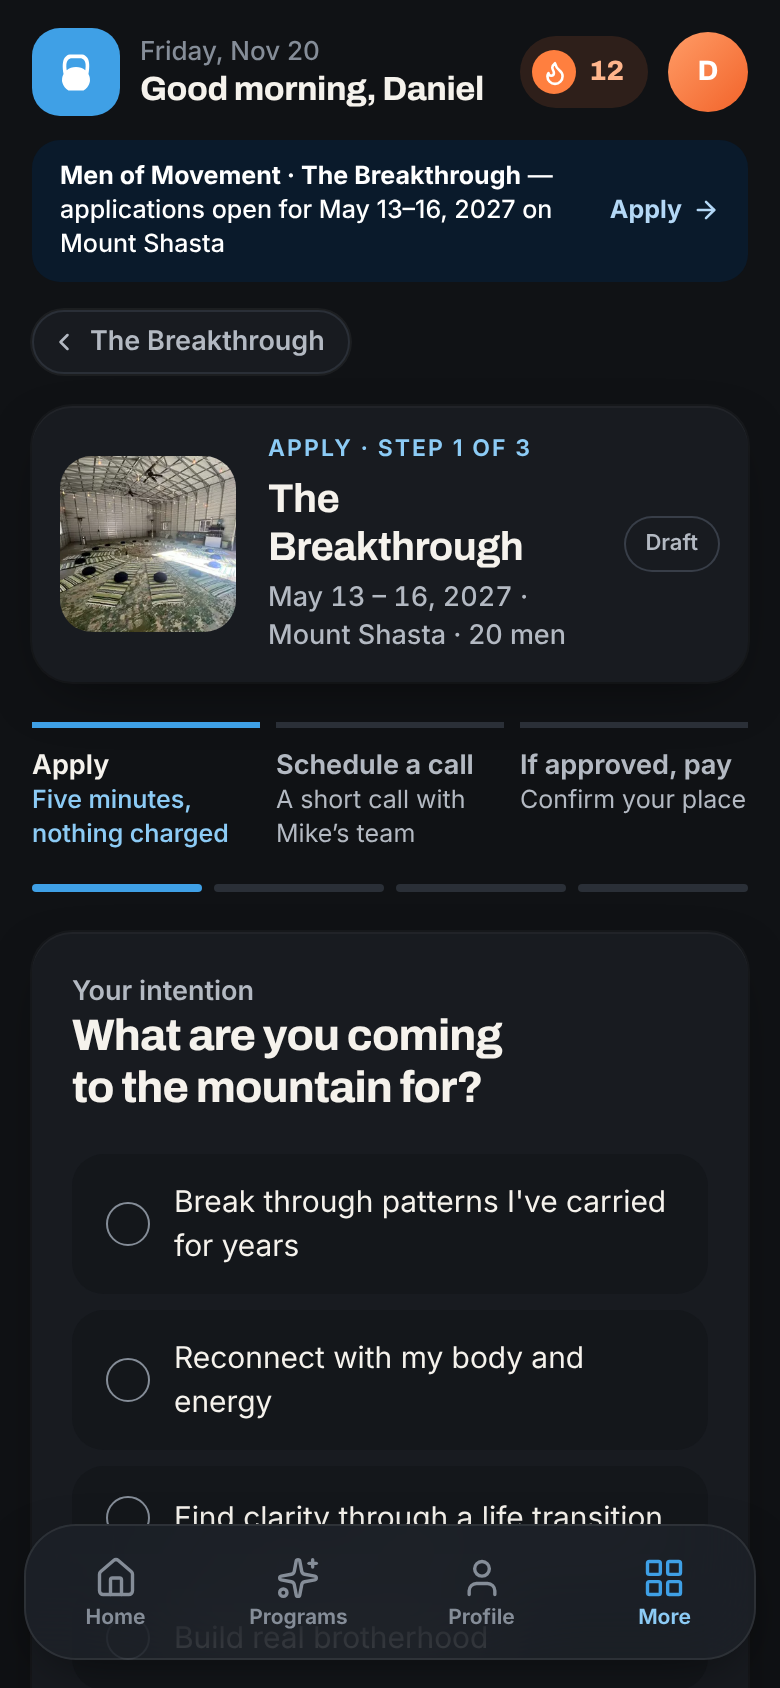 Friday, Nov 20
Good morning, Daniel
12
D
Men of Movement · The Breakthrough —
applications open for May 13–16, 2027 on
Mount Shasta
Apply →
The Breakthrough
APPLY · STEP 1 OF 3
The
Breakthrough
May 13 – 16, 2027 ·
Mount Shasta · 20 men
Draft
Apply
Five minutes,
nothing charged
Schedule a call
A short call with
Mike’s team
If approved, pay
Confirm your place
Your intention
What are you coming
to the mountain for?
Break through patterns I've carried
for years
Reconnect with my body and
energy
Find clarity through a life transition
Build real brotherhood
Home
Programs
Profile
More